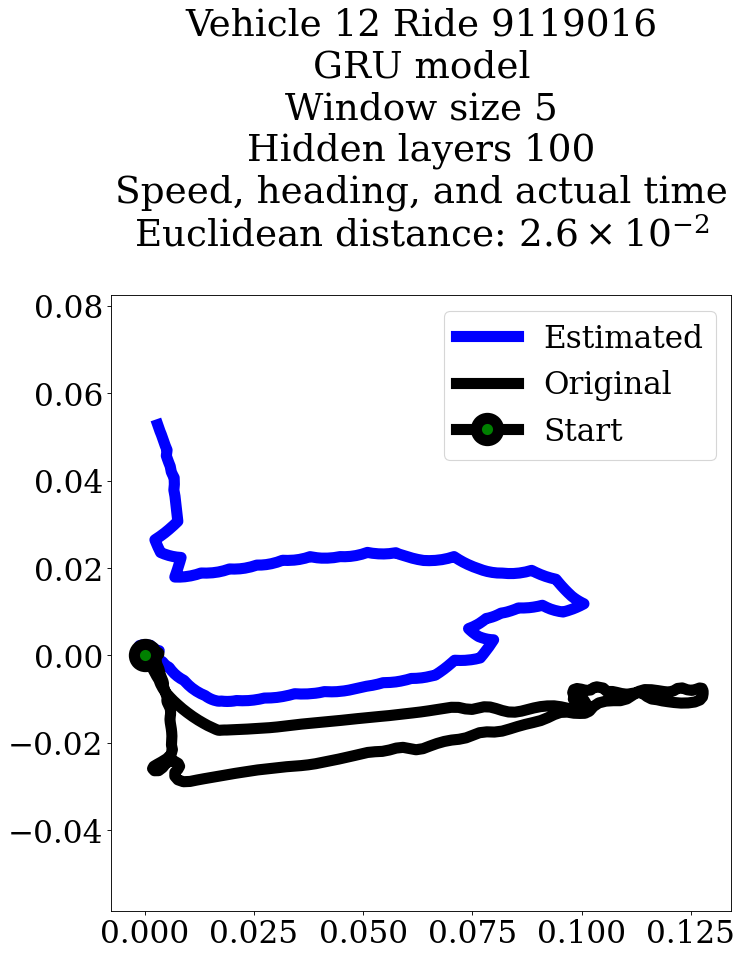 Vehicle 12 Ride 9119016
GRU model
Window size 5
Hidden layers 100
Speed, heading, and actual time
Euclidean distance: 2.6 × 10⁻²
Estimated
Original
Start
0.08
0.06
0.04
0.02
0.00
−0.02
−0.04
0.000 0.025 0.050 0.075 0.100 0.125